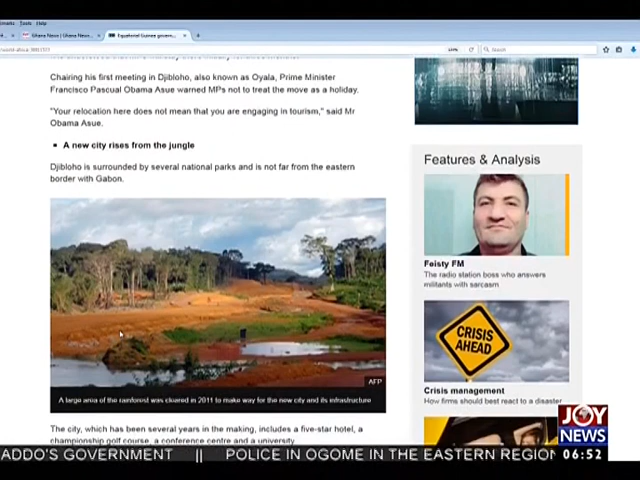 Tools Help
Ghana News | Ghana News...
Equatorial Guinea govern...
Search
Chairing his first meeting in Djibloho, also known as Oyala, Prime Minister
Francisco Pascual Obama Asue warned MPs not to treat the move as a holiday.
"Your relocation here does not mean that you are engaging in tourism," said Mr
Obama Asue.
A new city rises from the jungle
Djibloho is surrounded by several national parks and is not far from the eastern
border with Gabon.
AFP
A large area of the rainforest was cleared in 2011 to make way for the new city and its infrastructure
The city, which has been several years in the making, includes a five-star hotel, a
championship golf course, a conference centre and a university
Features & Analysis
Feisty FM
The radio station boss who answers
militants with sarcasm
CRISIS
AHEAD
Crisis management
How firms should best react to a disaster
JOY
NEWS
ADDO'S GOVERNMENT || POLICE IN OGOME IN THE EASTERN REGION
06:52